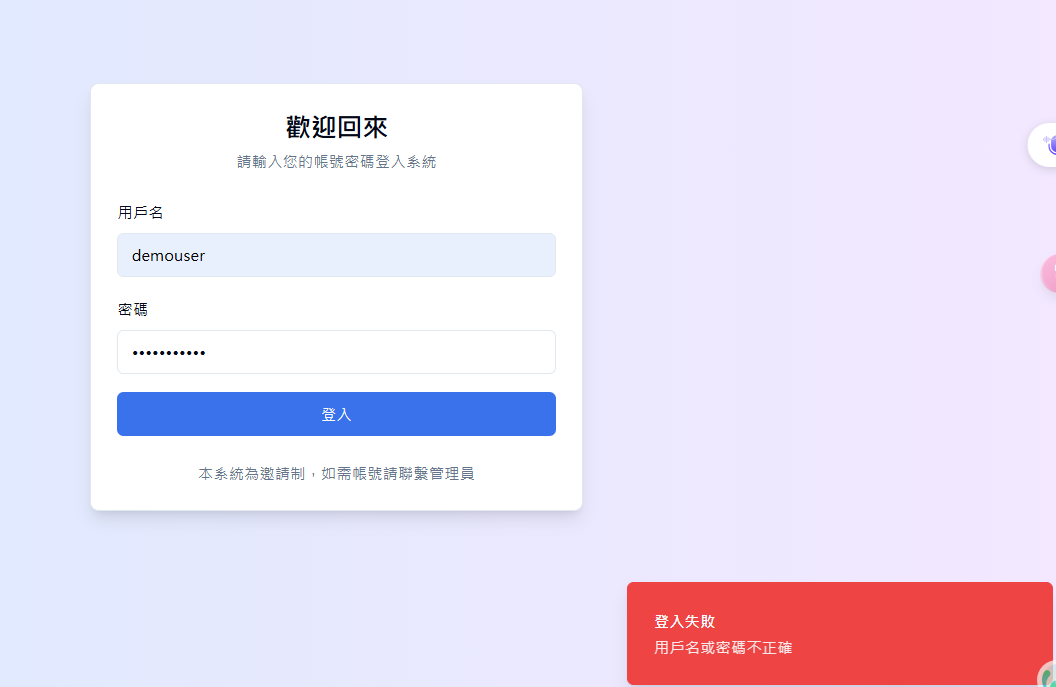 歡迎回來
請輸入您的帳號密碼登入系統
用戶名
demouser
密碼
•••••••••••
登入
本系統為邀請制，如需帳號請聯繫管理員
登入失敗
用戶名或密碼不正確